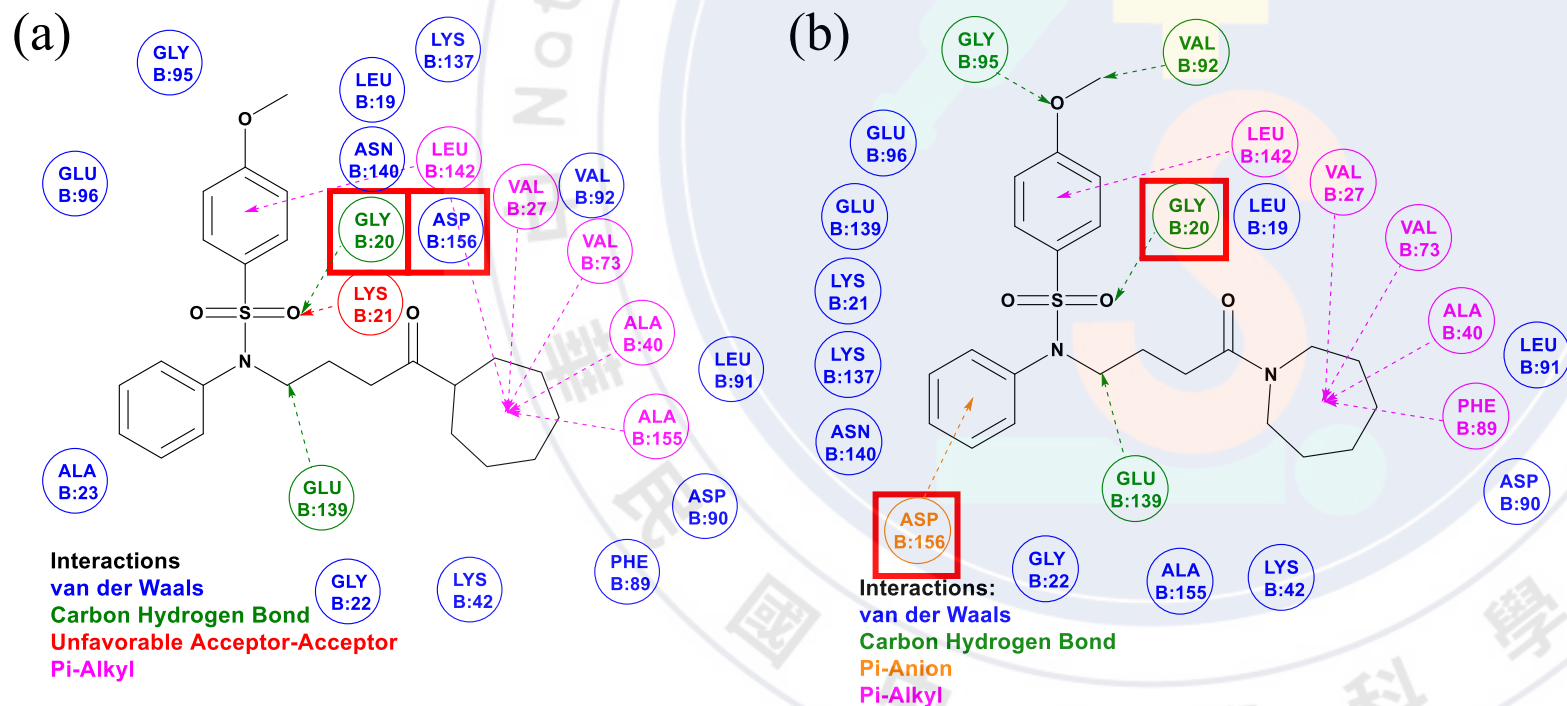 (a)
GLY
B:95
LYS
B:137
LEU
B:19
O
ASN
B:140
LEU
B:142
GLU
B:96
VAL
B:27
VAL
B:92
GLY
B:20
ASP
B:156
VAL
B:73
LYS
B:21
O S O
O
ALA
B:40
N
LEU
B:91
ALA
B:155
ALA
B:23
GLU
B:139
ASP
B:90
GLY
B:22
LYS
B:42
PHE
B:89
Interactions
van der Waals
Carbon Hydrogen Bond
Unfavorable Acceptor-Acceptor
Pi-Alkyl
(b)
GLY
B:95
VAL
B:92
O
GLU
B:96
LEU
B:142
VAL
B:27
GLU
B:139
GLY
B:20
LEU
B:19
VAL
B:73
LYS
B:21
O S O
O
ALA
B:40
LYS
B:137
N
N
LEU
B:91
PHE
B:89
ASN
B:140
GLU
B:139
ASP
B:90
ASP
B:156
GLY
B:22
ALA
B:155
LYS
B:42
Interactions:
van der Waals
Carbon Hydrogen Bond
Pi-Anion
Pi-Alkyl
Not
民
國
科
學